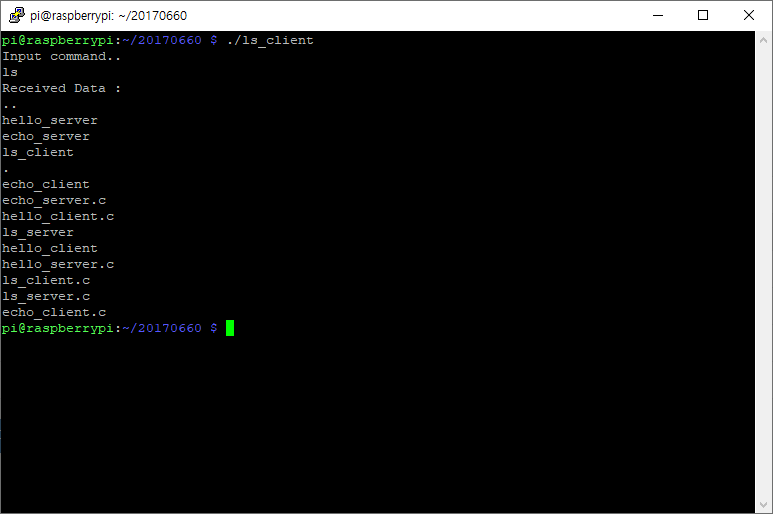 pi@raspberrypi: ~/20170660
pi@raspberrypi:~/20170660 $ ./ls_client
Input command..
ls
Received Data :
..
hello_server
echo_server
ls_client
.
echo_client
echo_server.c
hello_client.c
ls_server
hello_client
hello_server.c
ls_client.c
ls_server.c
echo_client.c
pi@raspberrypi:~/20170660 $